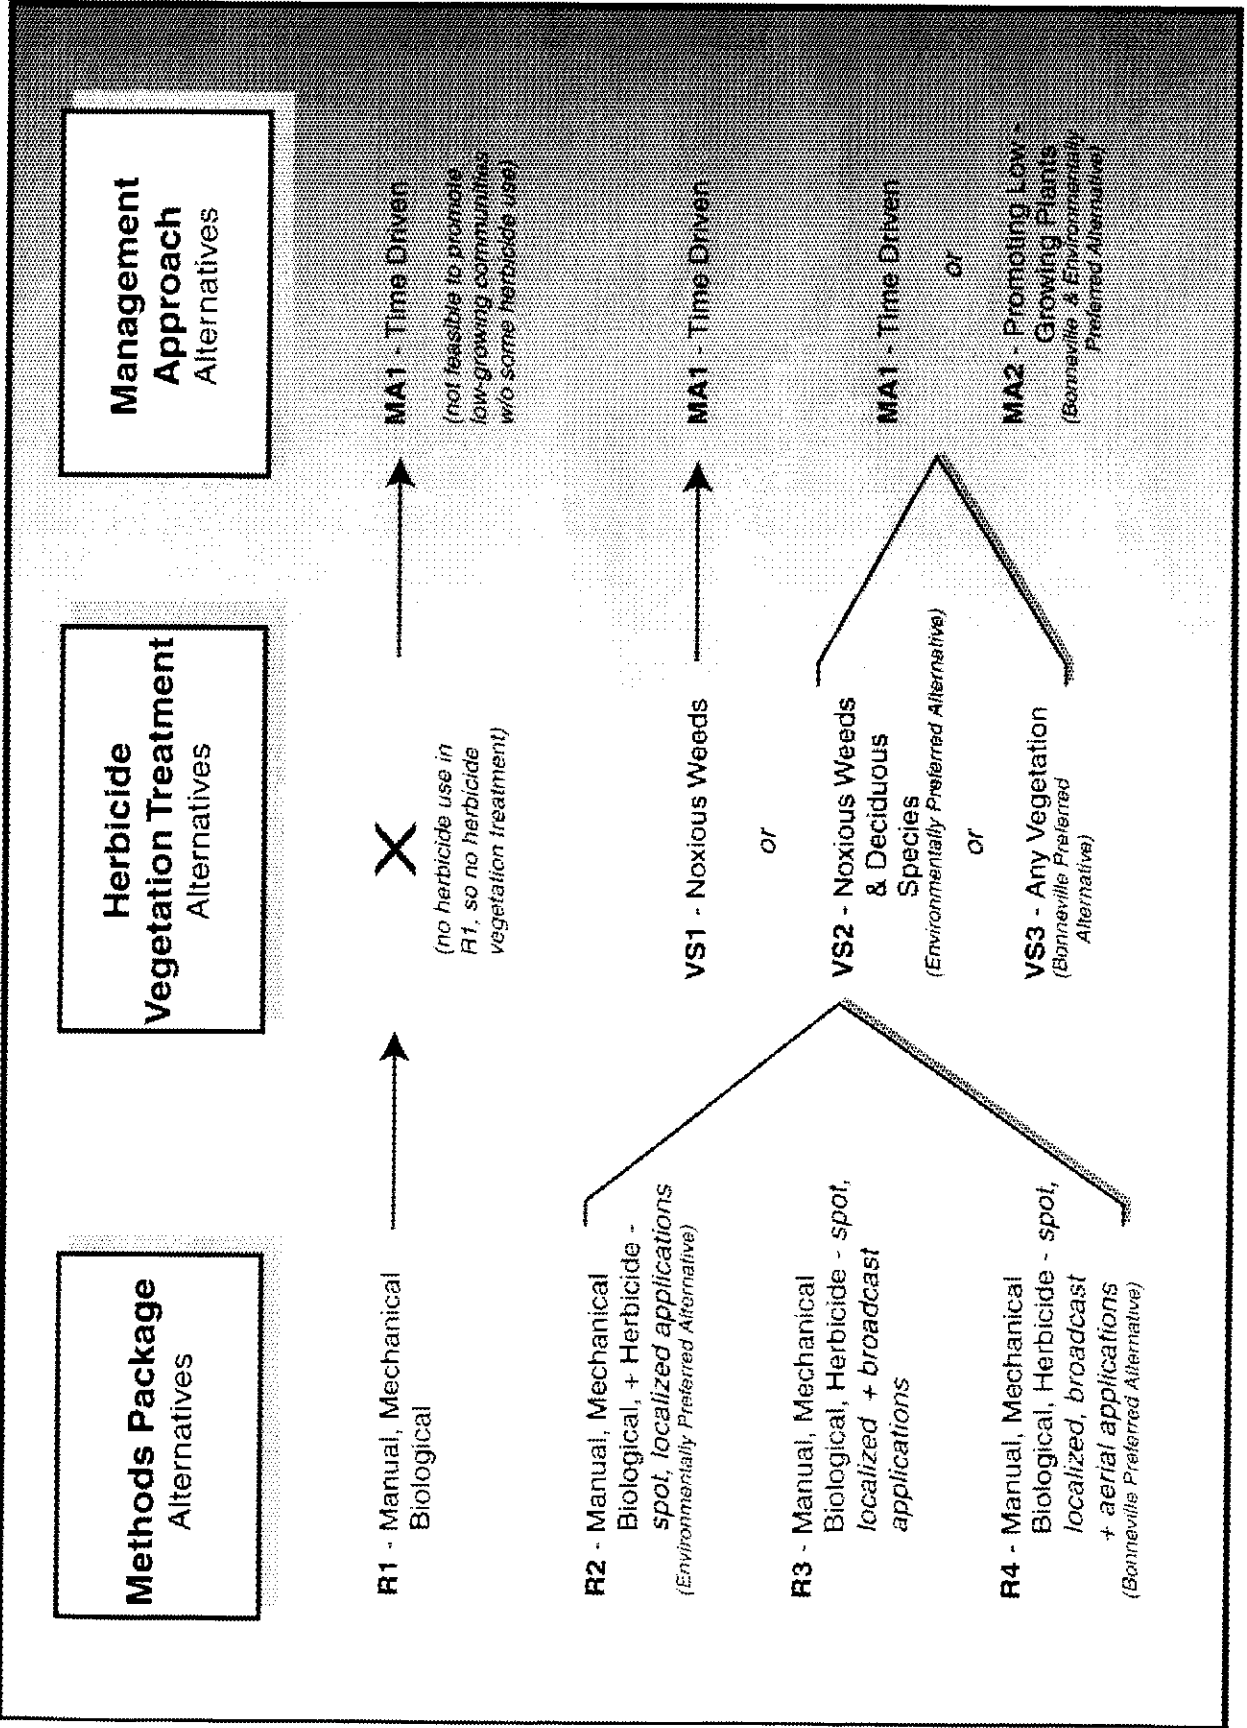 Methods Package
Alternatives
R1 - Manual, Mechanical
Biological
R2 - Manual, Mechanical
Biological, + Herbicide -
spot, localized applications
(Environmentally Preferred Alternative)
R3 - Manual, Mechanical
Biological, Herbicide - spot,
localized + broadcast
applications
R4 - Manual, Mechanical
Biological, Herbicide - spot,
localized, broadcast
+ aerial applications
(Bonneville Preferred Alternative)
Herbicide
Vegetation Treatment
Alternatives
X
(no herbicide use in
R1, so no herbicide
vegetation treatment)
VS1 - Noxious Weeds
or
VS2 - Noxious Weeds
& Deciduous
Species
(Environmentally Preferred Alternative)
or
VS3 - Any Vegetation
(Bonneville Preferred
Alternative)
Management
Approach
Alternatives
MA1 - Time Driven
(not feasible to promote
low-growing communities
w/o some herbicide use)
MA1 - Time Driven
MA1 - Time Driven
or
MA2 - Promoting Low-
Growing Plants
(Bonneville & Environmentally
Preferred Alternative)